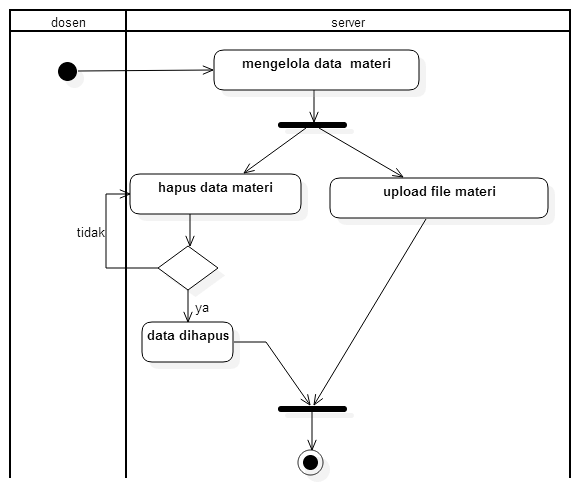 dosen
server
mengelola data  materi
hapus data materi
upload file materi
tidak
ya
data dihapus